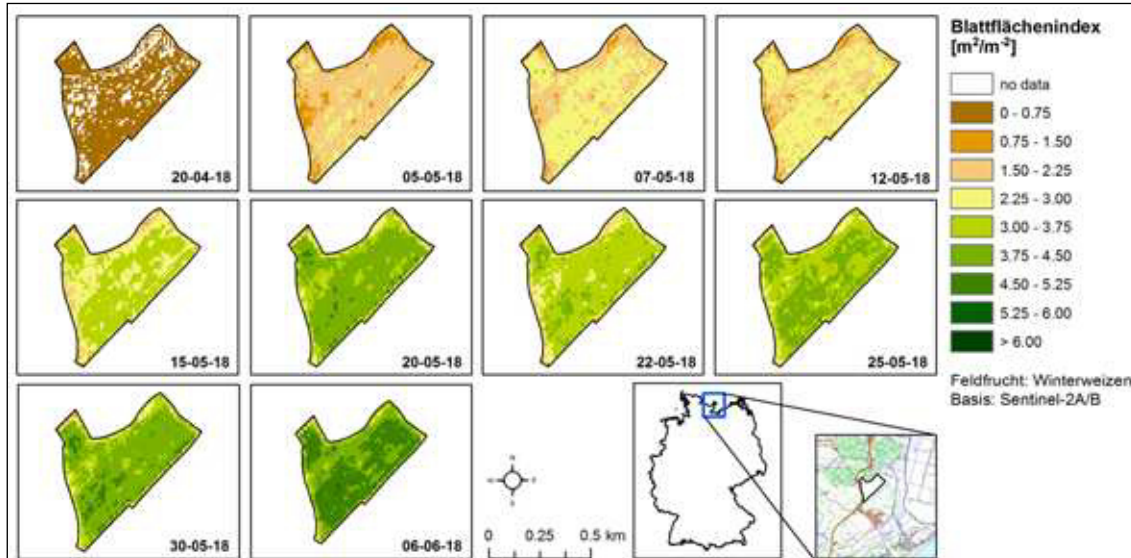 20-04-18
05-05-18
07-05-18
12-05-18
15-05-18
20-05-18
22-05-18
25-05-18
30-05-18
06-06-18
0 0.25 0.5 km
Blattflächenindex
[m²/m⁻²]
no data
0 - 0.75
0.75 - 1.50
1.50 - 2.25
2.25 - 3.00
3.00 - 3.75
3.75 - 4.50
4.50 - 5.25
5.25 - 6.00
> 6.00
Feldfrucht: Winterweizen
Basis: Sentinel-2A/B